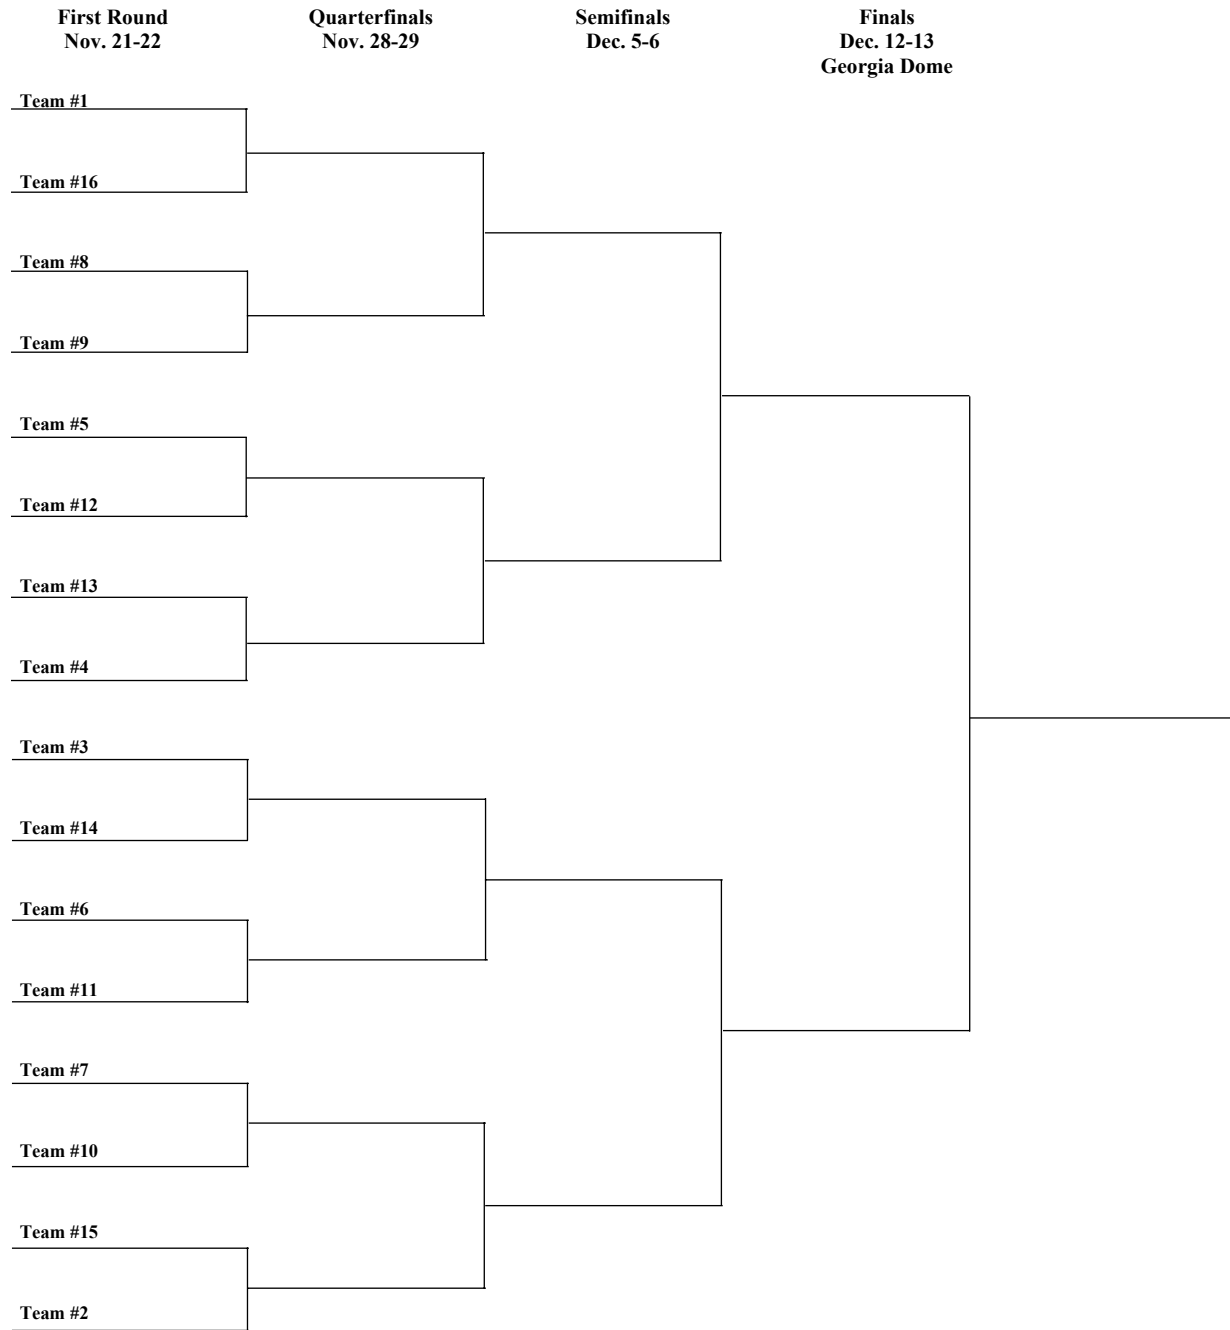 First Round
Nov. 21-22
Quarterfinals
Nov. 28-29
Semifinals
Dec. 5-6
Finals
Dec. 12-13
Georgia Dome
Team #1
Team #16
Team #8
Team #9
Team #5
Team #12
Team #13
Team #4
Team #3
Team #14
Team #6
Team #11
Team #7
Team #10
Team #15
Team #2